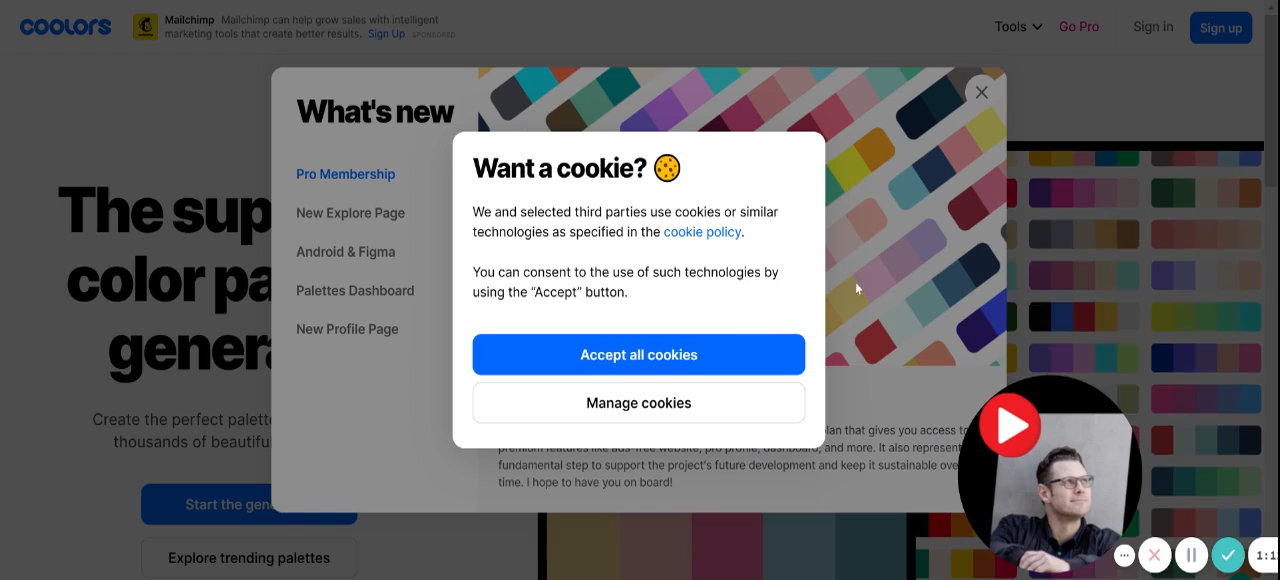 coolors
Mailchimp Mailchimp can help grow sales with intelligent
marketing tools that create better results. Sign Up SPONSORED
Tools Go Pro Sign in Sign up
What's new
Pro Membership
New Explore Page
Android & Figma
Palettes Dashboard
New Profile Page
Want a cookie?
We and selected third parties use cookies or similar
technologies as specified in the cookie policy.
You can consent to the use of such technologies by
using the “Accept” button.
Accept all cookies
Manage cookies
The sup
color pa
genera
Create the perfect palett
thousands of beautifu
Start the gen
Explore trending palettes
plan that gives you access to
premium features like ads-free website, pro profile, dashboard, and more. It also represent
fundamental step to support the project's future development and keep it sustainable ove
time. I hope to have you on board!
1:1